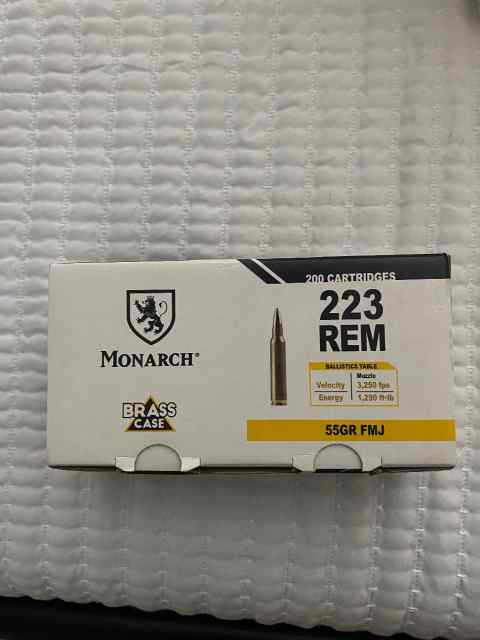 200 CARTRIDGES
223
REM
MONARCH®
BALLISTICS TABLE
Muzzle
Velocity 3,250 fps
Energy 1,290 ft-lb
BRASS
CASE
55GR FMJ